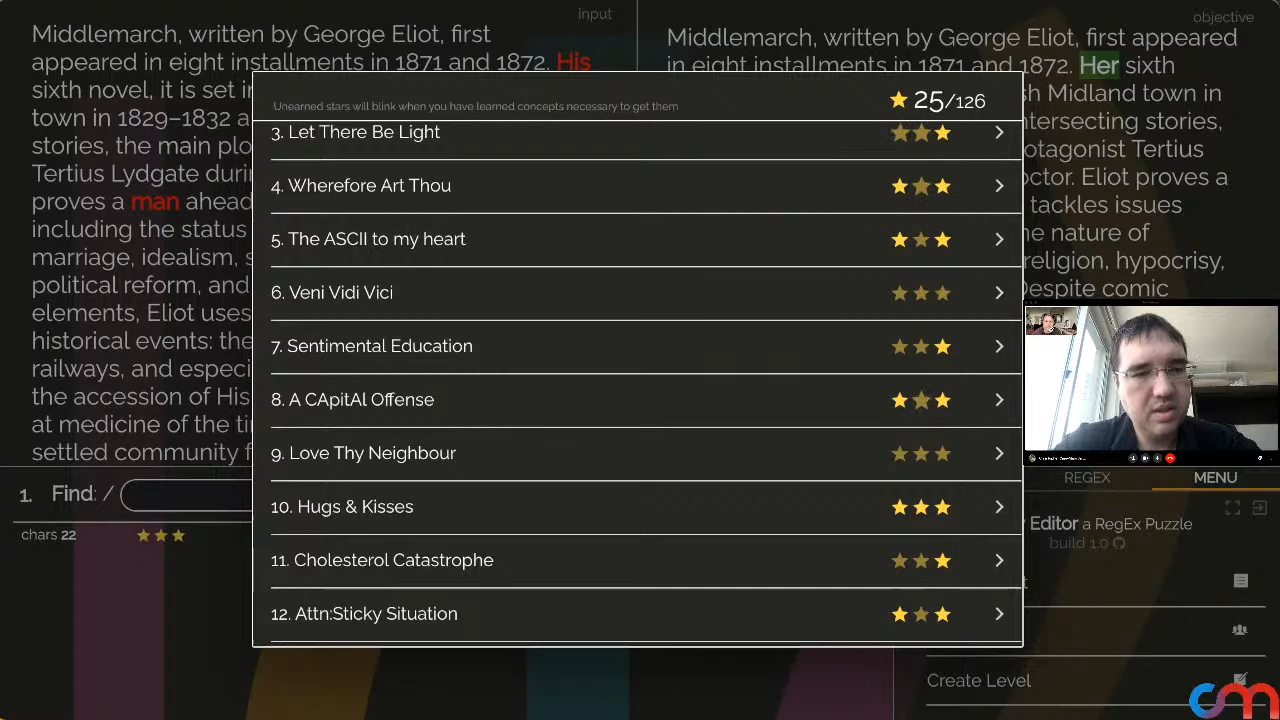 input
objective
Middlemarch, written by George Eliot, first
appeared in eight installments in 1871 and 1872. His
sixth novel, it is set i
town in 1829–1832 a
stories, the main plo
Tertius Lydgate duri
proves a man ahead
including the status
marriage, idealism, s
political reform, and
elements, Eliot uses
historical events: the
railways, and especi
the accession of His
at medicine of the ti
settled community f
Middlemarch, written by George Eliot, first appeared
in eight installments in 1871 and 1872. Her sixth
sh Midland town in
ntersecting stories,
otagonist Tertius
octor. Eliot proves a
tackles issues
he nature of
religion, hypocrisy,
Despite comic
Unearned stars will blink when you have learned concepts necessary to get them
25/126
3. Let There Be Light
4. Wherefore Art Thou
5. The ASCII to my heart
6. Veni Vidi Vici
7. Sentimental Education
8. A CApitAl Offense
9. Love Thy Neighbour
10. Hugs & Kisses
11. Cholesterol Catastrophe
12. Attn:Sticky Situation
1. Find: /
chars 22
REGEX
MENU
Editor a RegEx Puzzle
build 1.0
t
Create Level
cm